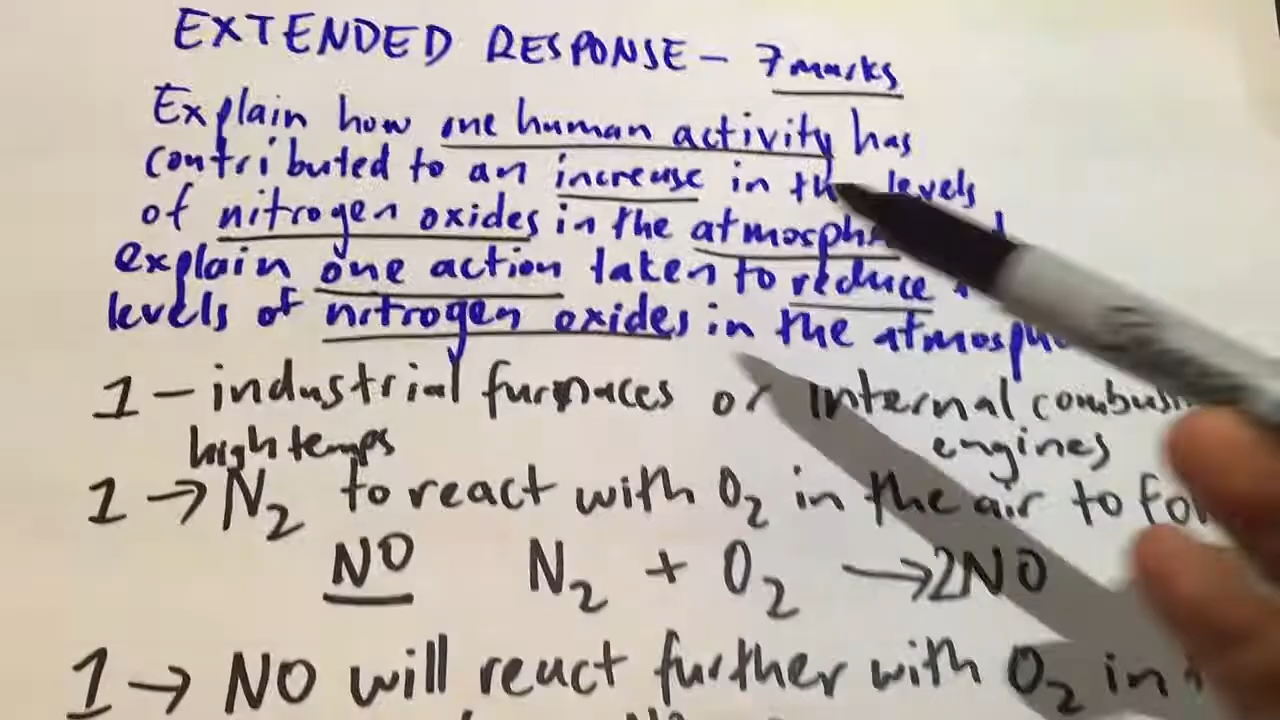 EXTENDED RESPONSE - 7 marks
Explain how one human activity has
contributed to an increase in the levels
of nitrogen oxides in the
explain one action taken to reduce
levels of nitrogen oxides in the
1 - industrial furnaces or internal
high temps engines
1 → N2 to react with O2 in the air to
NO N2 + O2 → 2NO
1 → NO will react further with O2 in